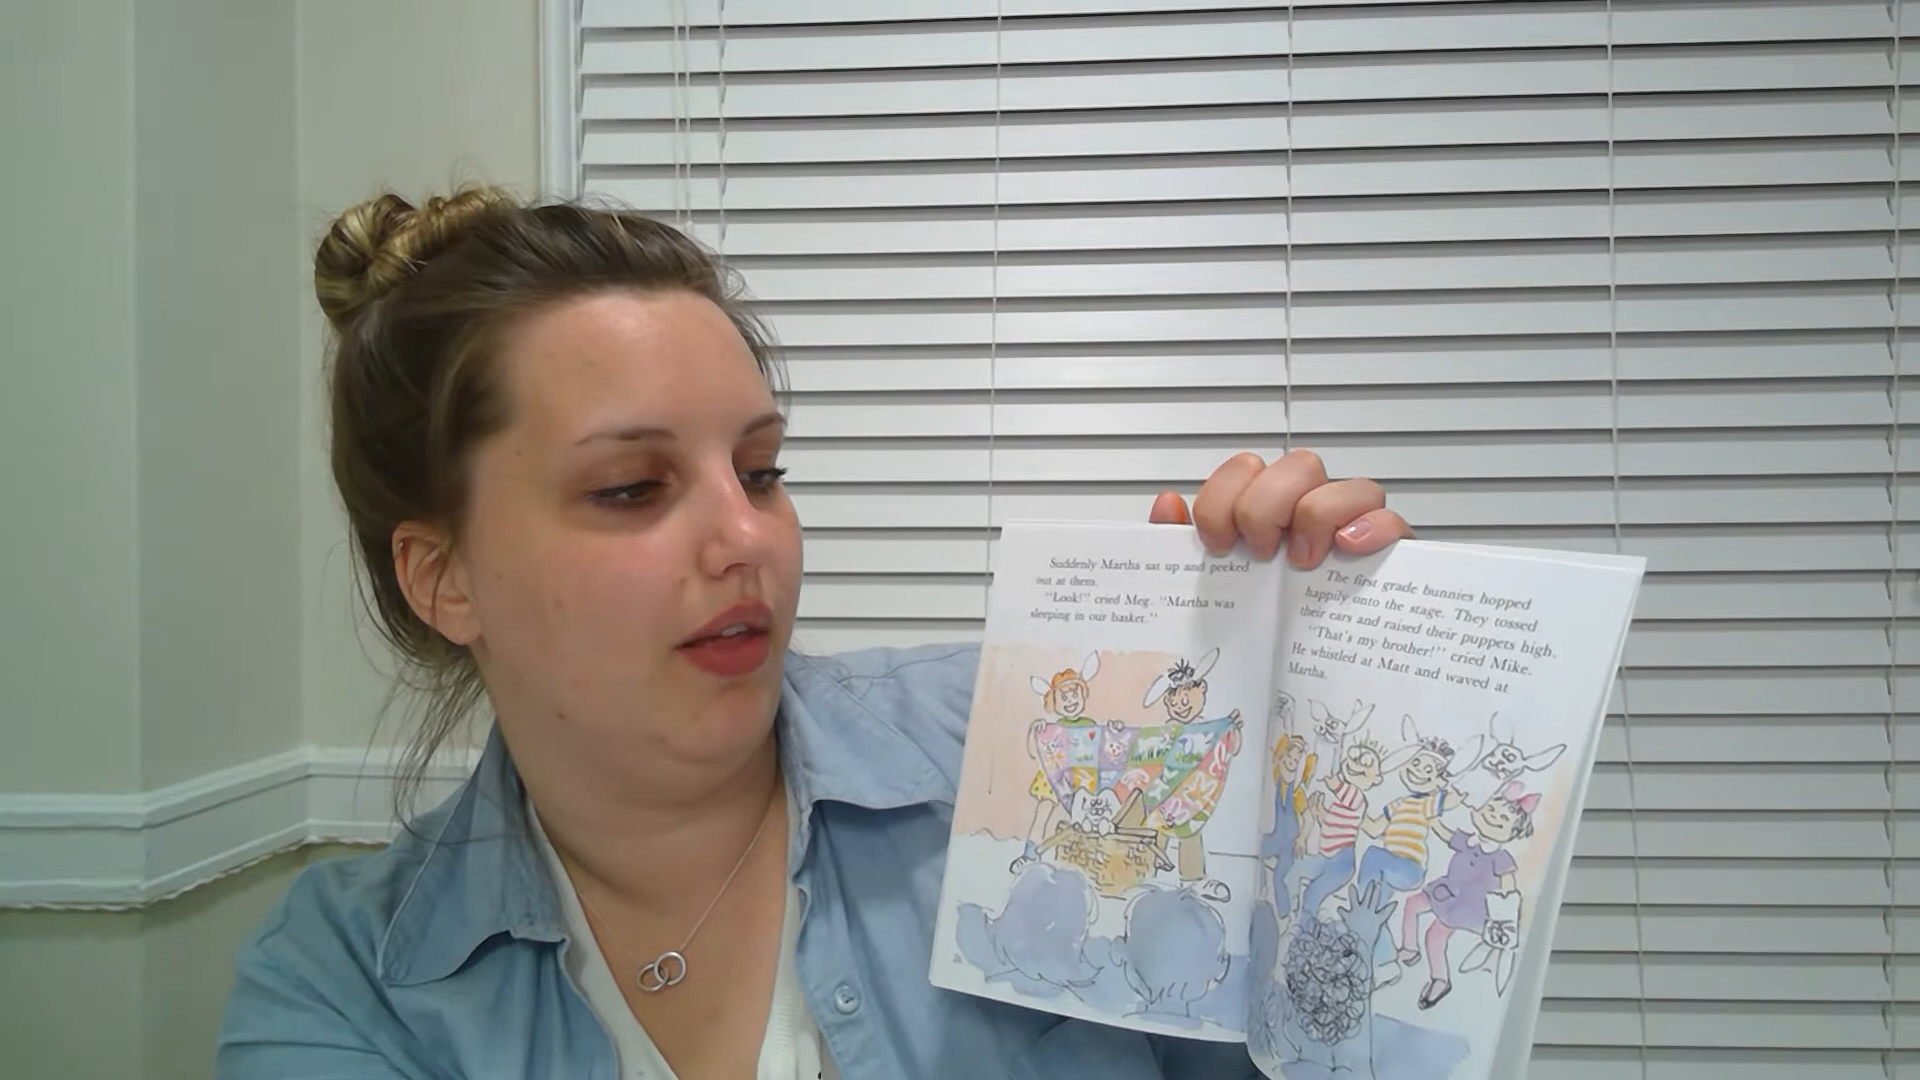 Suddenly Martha sat up and peeked
out at them.
"Look!" cried Meg. "Martha was
sleeping in our basket."
26
The first grade bunnies hopped
happily onto the stage. They tossed
their ears and raised their puppets high.
"That's my brother!" cried Mike.
He whistled at Matt and waved at
Martha.